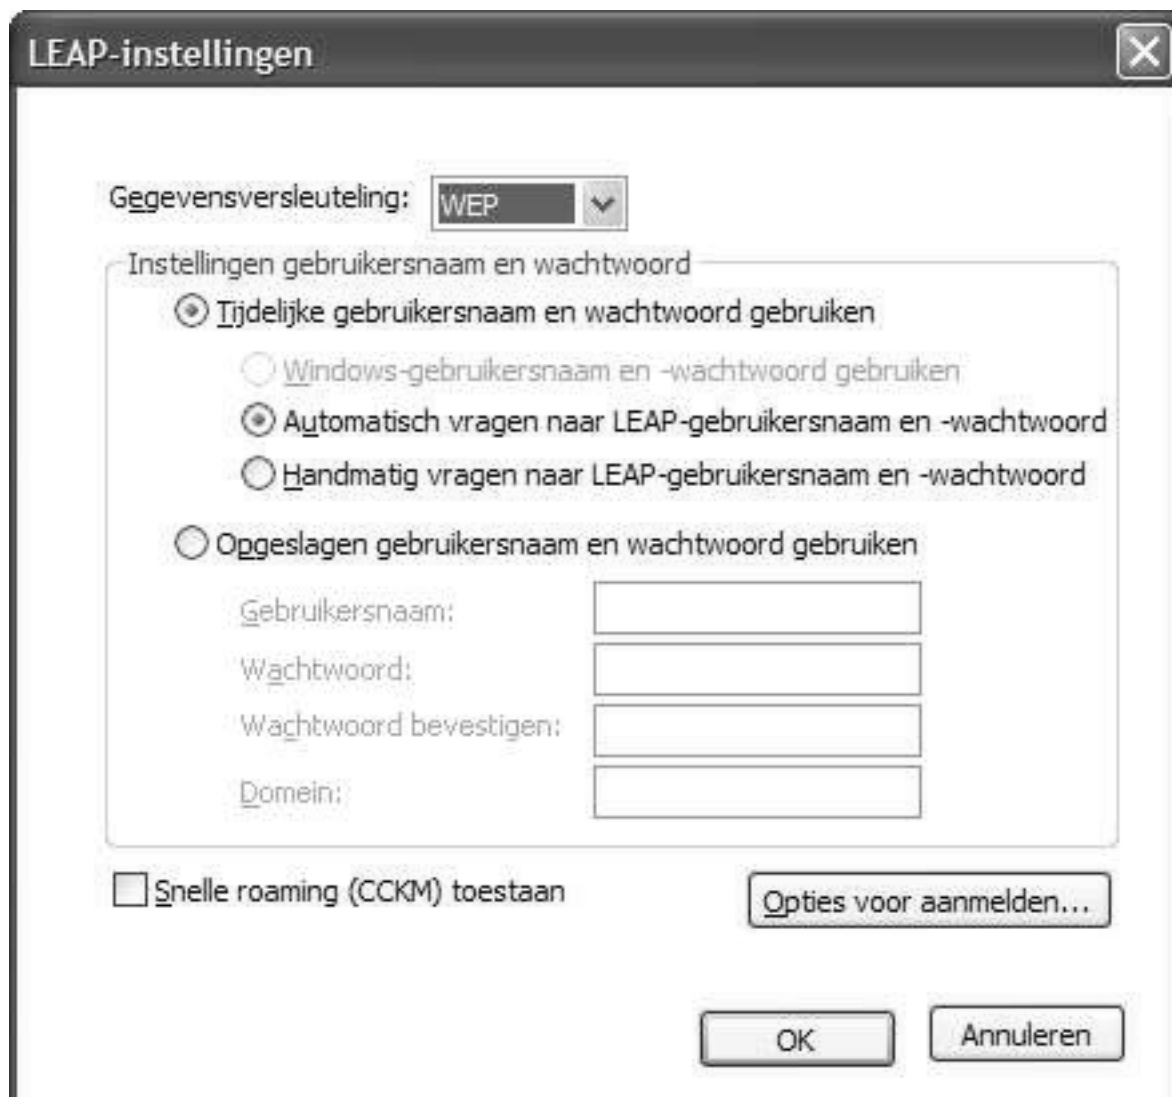 LEAP-instellingen
Gegevensversleuteling: WEP
Instellingen gebruikersnaam en wachtwoord
Tijdelijke gebruikersnaam en wachtwoord gebruiken
Windows-gebruikersnaam en -wachtwoord gebruiken
Automatisch vragen naar LEAP-gebruikersnaam en -wachtwoord
Handmatig vragen naar LEAP-gebruikersnaam en -wachtwoord
Opgeslagen gebruikersnaam en wachtwoord gebruiken
Gebruikersnaam:
Wachtwoord:
Wachtwoord bevestigen:
Domein:
Snelle roaming (CCKM) toestaan
Opties voor aanmelden...
OK
Annuleren